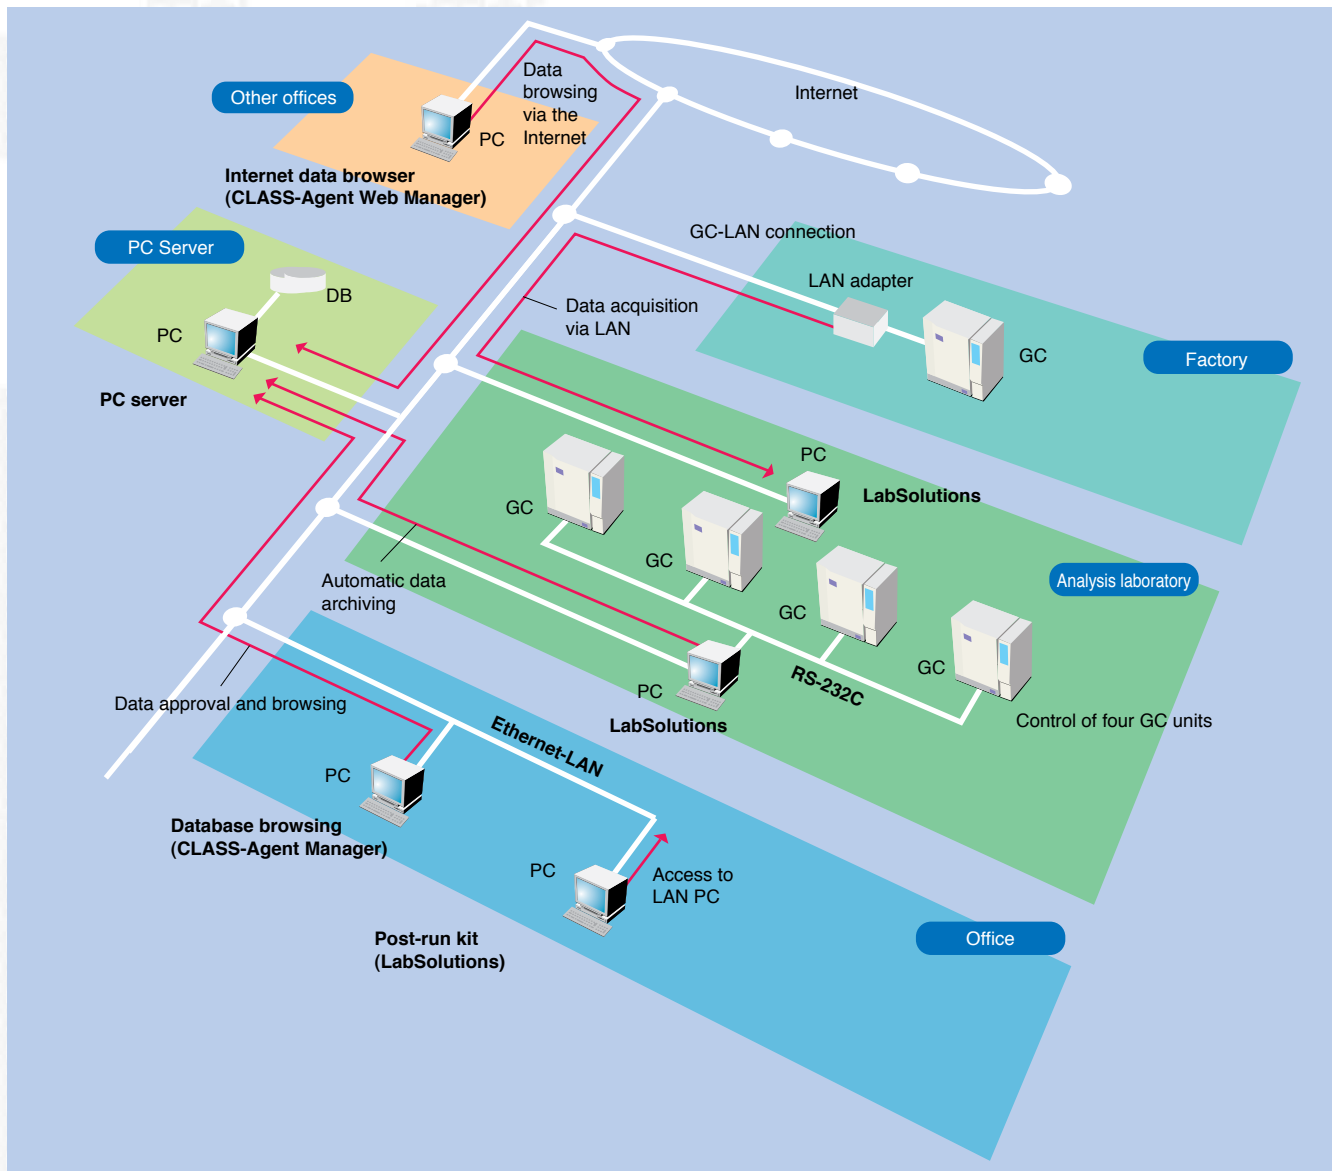 Other offices
Data
browsing
via the
Internet
Internet
PC
Internet data browser
(CLASS-Agent Web Manager)
PC Server
DB
PC
PC server
GC-LAN connection
LAN adapter
GC
Factory
Data acquisition
via LAN
PC
LabSolutions
GC
GC
GC
GC
Analysis laboratory
Automatic data
archiving
PC
LabSolutions
RS-232C
Control of four GC units
Data approval and browsing
Ethernet-LAN
PC
Database browsing
(CLASS-Agent Manager)
PC
Access to
LAN PC
Post-run kit
(LabSolutions)
Office